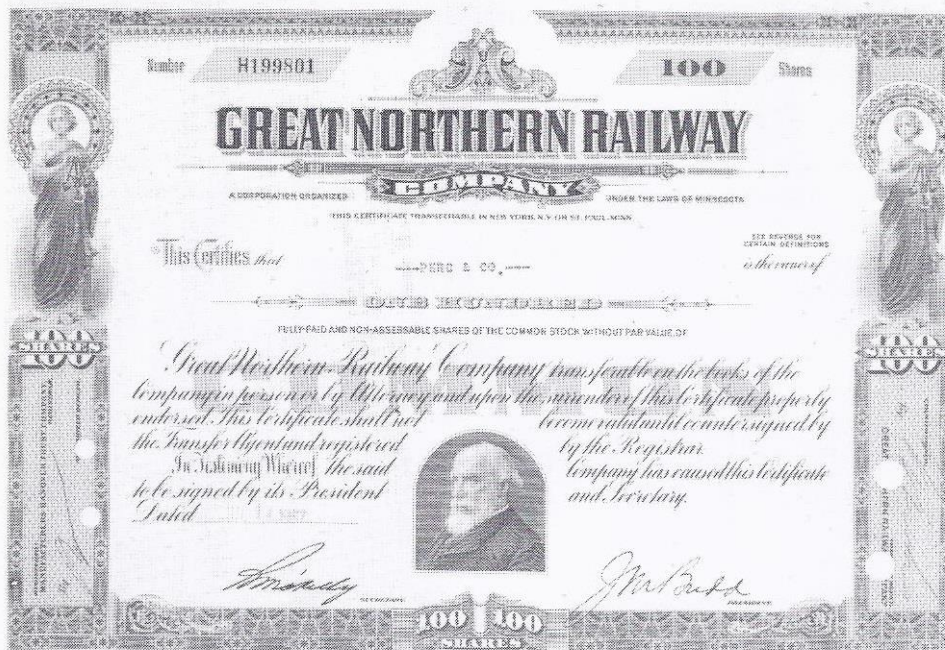 Number H199801 100 Shares
GREAT NORTHERN RAILWAY
COMPANY
A CORPORATION ORGANIZED UNDER THE LAWS OF MINNESOTA
THIS CERTIFICATE TRANSFERABLE IN NEW YORK, N.Y. OR ST. PAUL, MINN.
SEE REVERSE FOR
CERTAIN DEFINITIONS
This Certifies that
& CO.
is the owner of
ONE HUNDRED
FULLY-PAID AND NON-ASSESSABLE SHARES OF THE COMMON STOCK WITHOUT PAR VALUE OF
Great Northern Railway Company transferable on the books of the
Company in person or by Attorney and upon the surrender of this Certificate properly
endorsed. This Certificate shall not become valid until countersigned by
the Transfer Agent and registered by the Registrar.
In Testimony Whereof, the said Company has caused this Certificate
to be signed by its President and Secretary.
Dated
SECRETARY
J M Budd
PRESIDENT
100
SHARES
100
SHARES
100 100
SHARES